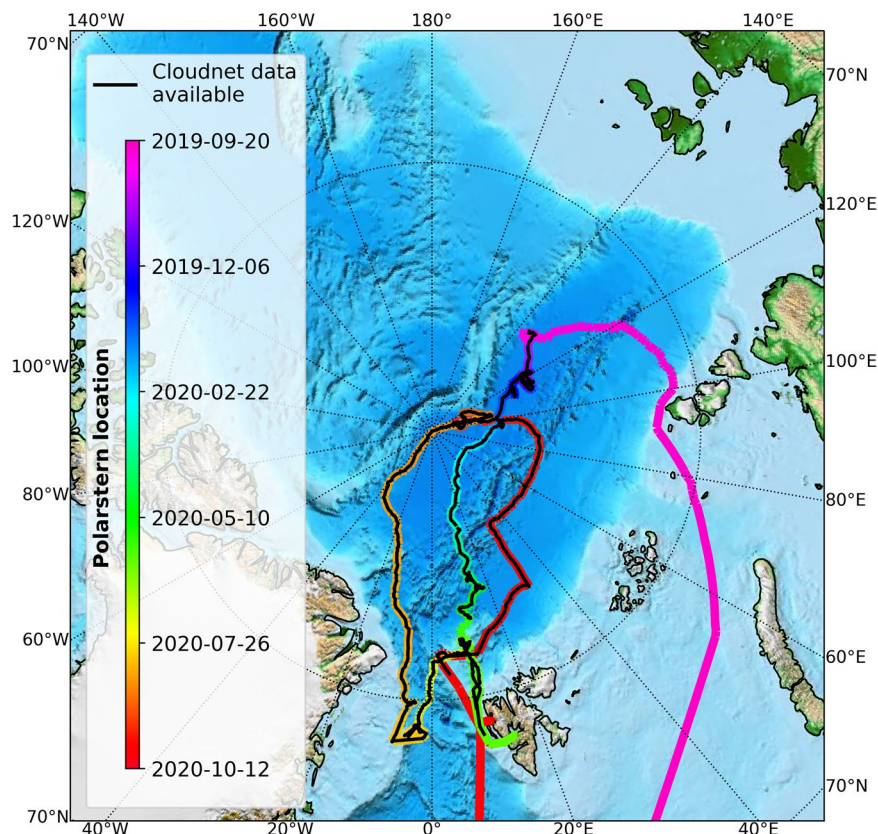 140°W 160°W 180° 160°E 140°E
70°N
70°N
Cloudnet data
available
2019-09-20
120°W
120°E
2019-12-06
100°W
100°E
Polarstern location
2020-02-22
80°W
80°E
2020-05-10
60°W
2020-07-26
60°E
2020-10-12
70°N
70°N
40°W 20°W 0° 20°E 40°E